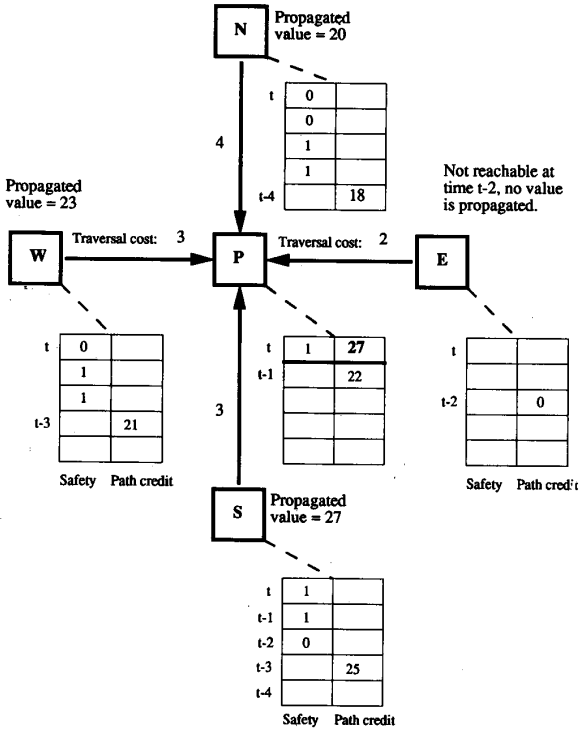 N
Propagated
value = 20
t 0
0
4
1
1
t-4 18
Not reachable at
time t-2, no value
is propagated.
Propagated
value = 23
W
Traversal cost: 3
P
Traversal cost: 2
E
t 0
1
1
t-3 21
Safety Path credit
t 1 27
t-1 22
3
t
t-2 0
Safety Path credit
S
Propagated
value = 27
t 1
t-1 1
t-2 0
t-3 25
t-4
Safety Path credit